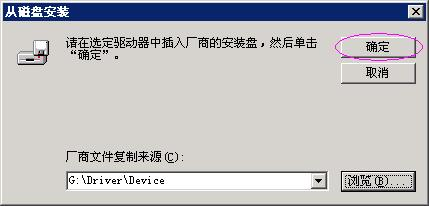 从磁盘安装
请在选定驱动器中插入厂商的安装盘，然后单击
“确定”。
确定
取消
厂商文件复制来源(C):
G:\Driver\Device
浏览(B)...